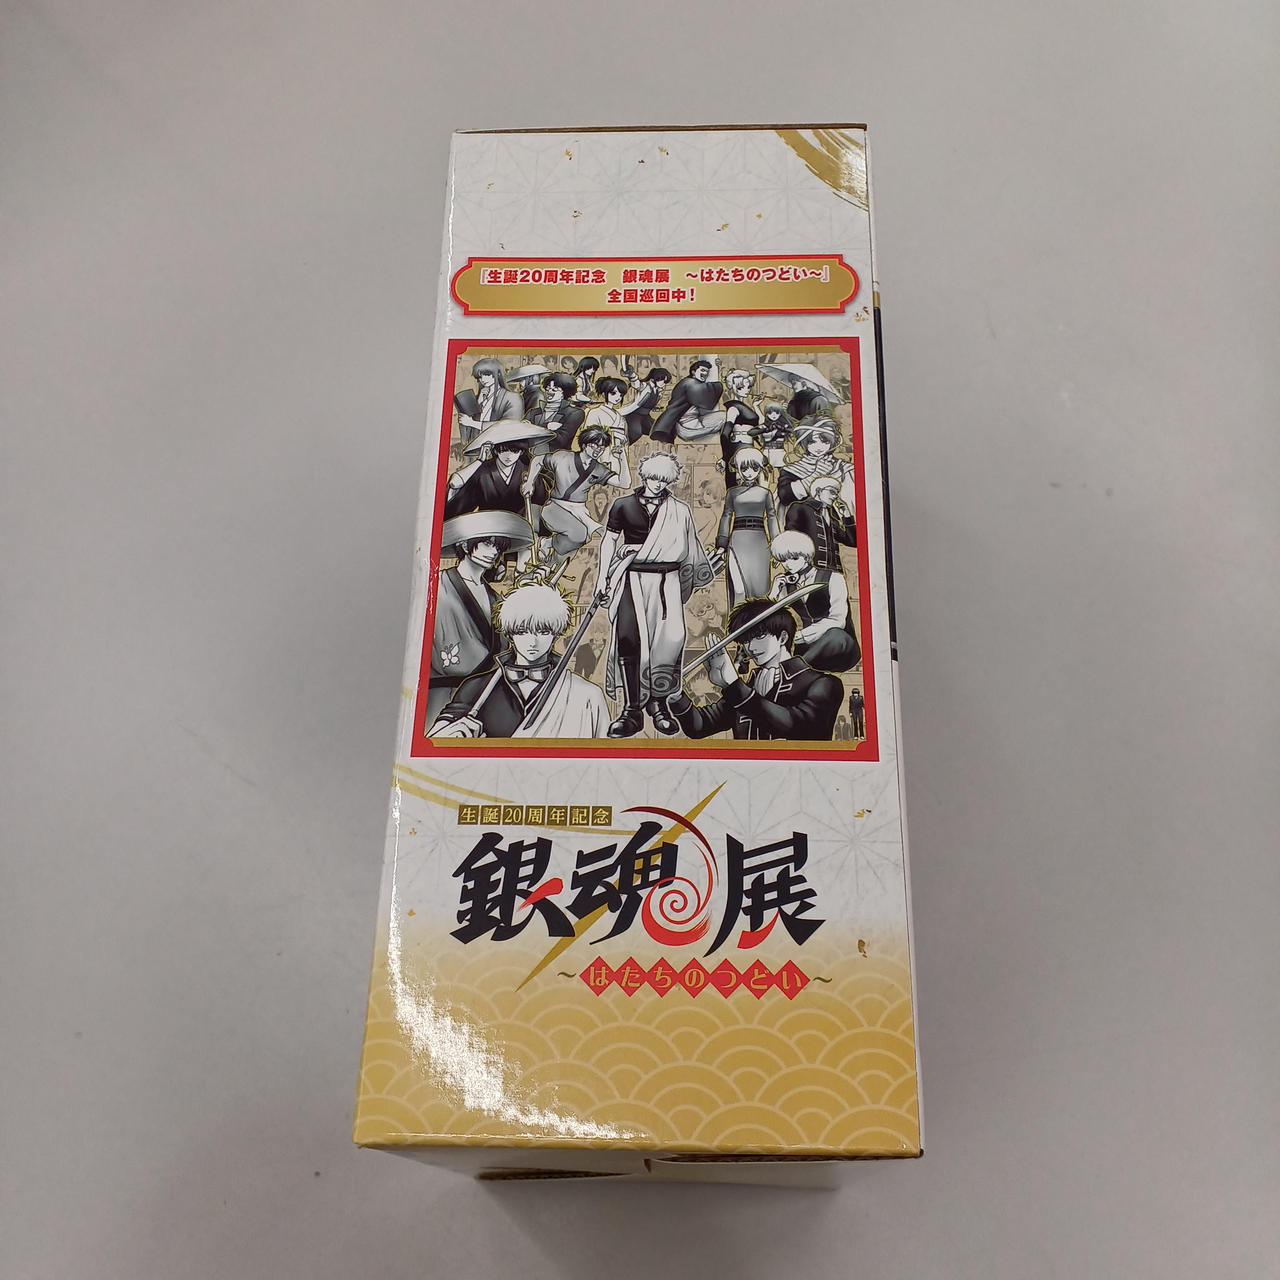 『生誕20周年記念　銀魂展　～はたちのつどい～』
全国巡回中！
生誕20周年記念
銀魂展
～はたちのつどい～